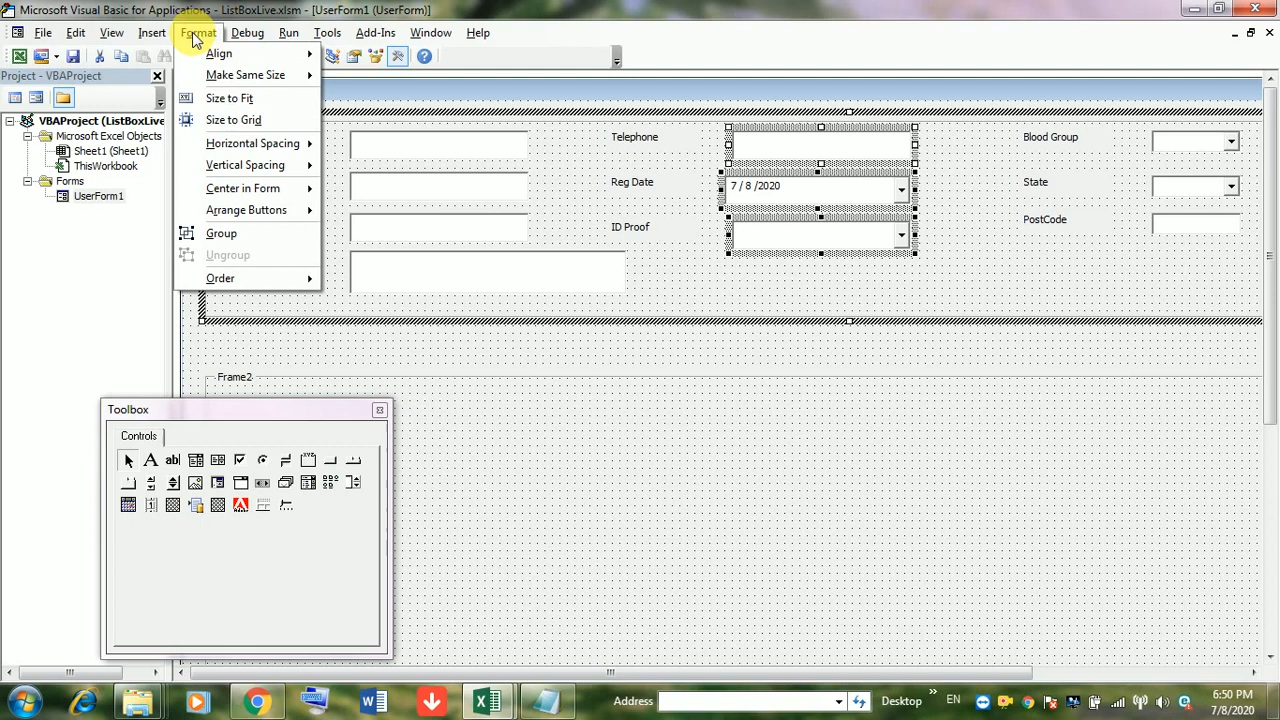 Microsoft Visual Basic for Applications - ListBoxLive.xlsm - [UserForm1 (UserForm)]
File Edit View Insert Format Debug Run Tools Add-Ins Window Help
Project - VBAProject
VBAProject (ListBoxLive
Microsoft Excel Objects
Sheet1 (Sheet1)
ThisWorkbook
Forms
UserForm1
Align
Make Same Size
Size to Fit
Size to Grid
Horizontal Spacing
Vertical Spacing
Center in Form
Arrange Buttons
Group
Ungroup
Order
Telephone
Blood Group
Reg Date
7 / 8 /2020
State
ID Proof
PostCode
Frame2
Toolbox
Controls
ab|
XYZ
Address
Desktop
»
EN
6:50 PM
7/8/2020